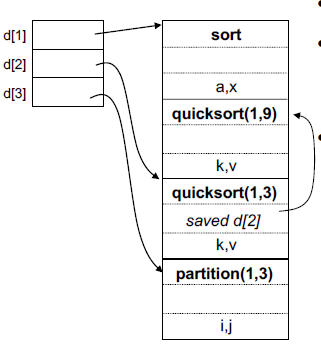 d[1]
d[2]
d[3]
sort
a,x
quicksort(1,9)
k,v
quicksort(1,3)
saved d[2]
k,v
partition(1,3)
i,j